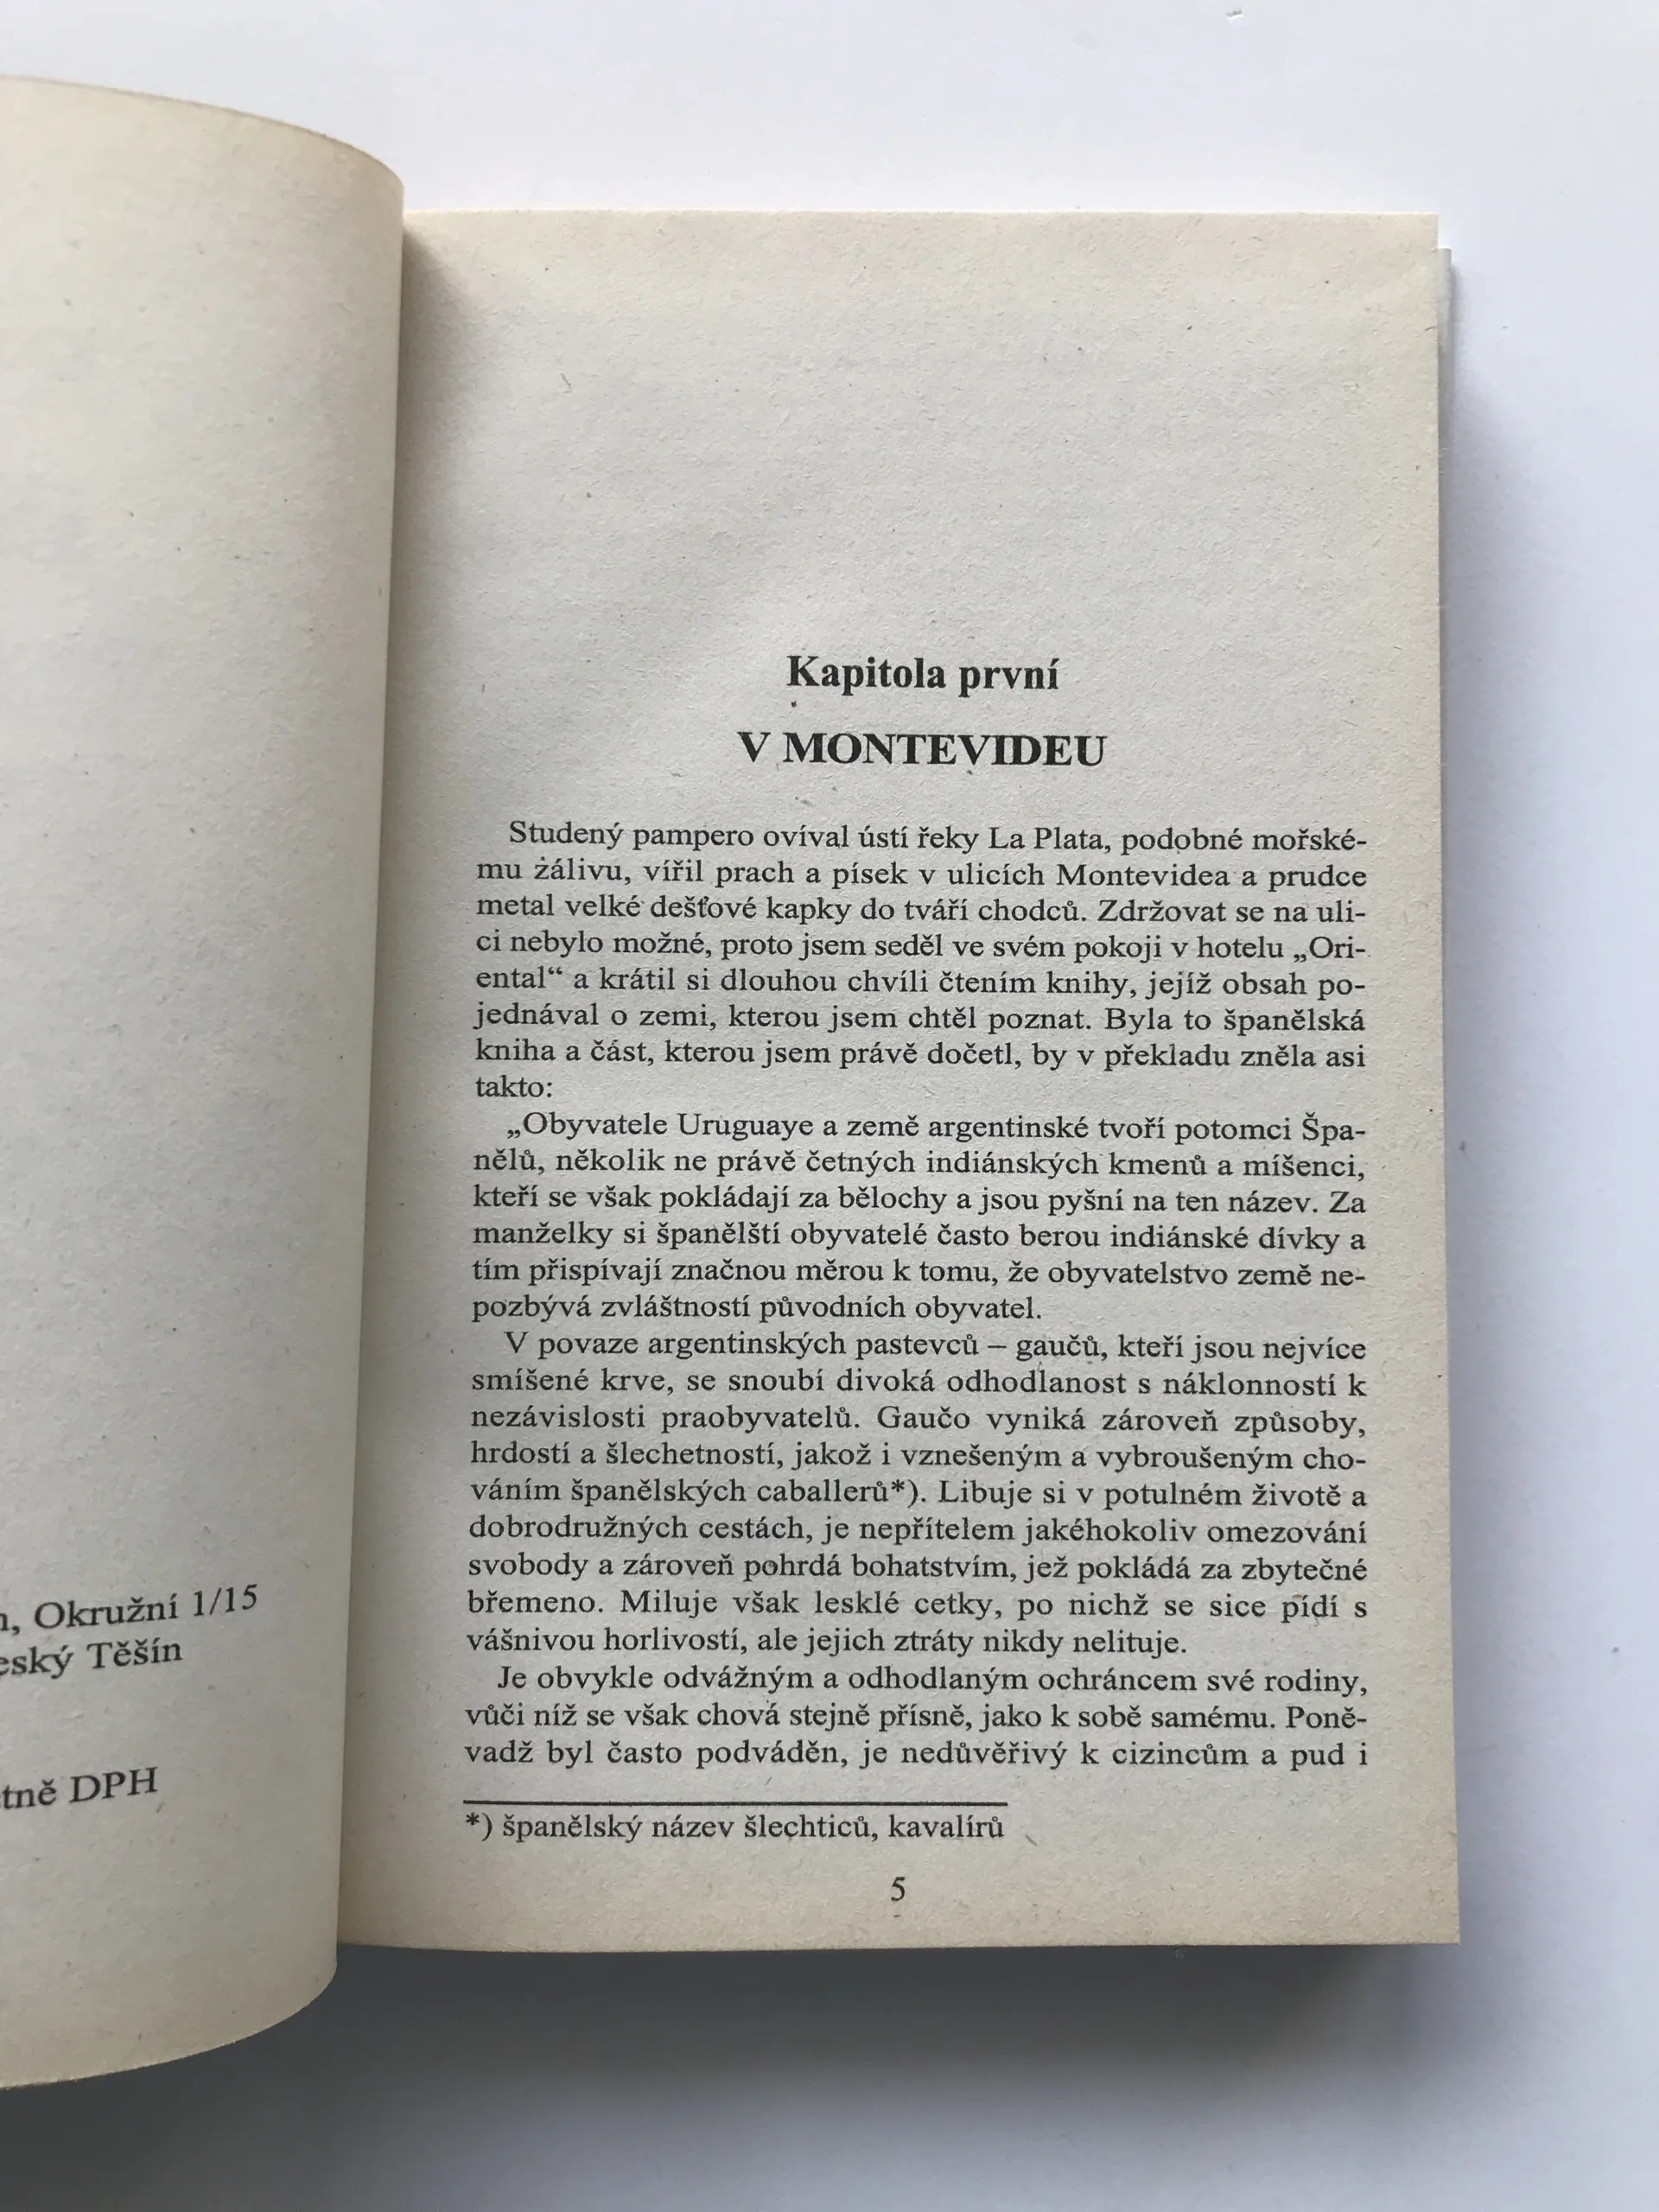 Okružní 1/15
Těšín
DPH
Kapitola první
V MONTEVIDEU
Studený pampero ovíval ústí řeky La Plata, podobné mořské-
mu zálivu, vířil prach a písek v ulicích Montevidea a prudce
metal velké dešťové kapky do tváří chodců. Zdržovat se na uli-
ci nebylo možné, proto jsem seděl ve svém pokoji v hotelu „Ori-
ental“ a krátil si dlouhou chvíli čtením knihy, jejíž obsah po-
jednával o zemi, kterou jsem chtěl poznat. Byla to španělská
kniha a část, kterou jsem právě dočetl, by v překladu zněla asi
takto:
„Obyvatele Uruguaye a země argentinské tvoří potomci Špa-
nělů, několik ne právě četných indiánských kmenů a míšenci,
kteří se však pokládají za bělochy a jsou pyšní na ten název. Za
manželky si španělští obyvatelé často berou indiánské dívky a
tím přispívají značnou měrou k tomu, že obyvatelstvo země ne-
pozbývá zvláštností původních obyvatel.
V povaze argentinských pastevců – gaučů, kteří jsou nejvíce
smíšené krve, se snoubí divoká odhodlanost s náklonností k
nezávislosti praobyvatelů. Gaučo vyniká zároveň způsoby,
hrdostí a šlechetností, jakož i vznešeným a vybroušeným cho-
váním španělských caballerů*). Libuje si v potulném životě a
dobrodružných cestách, je nepřítelem jakéhokoliv omezování
svobody a zároveň pohrdá bohatstvím, jež pokládá za zbytečné
břemeno. Miluje však lesklé cetky, po nichž se sice pídí s
vášnivou horlivostí, ale jejich ztráty nikdy nelituje.
Je obvykle odvážným a odhodlaným ochráncem své rodiny,
vůči níž se však chová stejně přísně, jako k sobě samému. Poně-
vadž byl často podváděn, je nedůvěřivý k cizincům a pud i
*) španělský název šlechticů, kavalírů
5